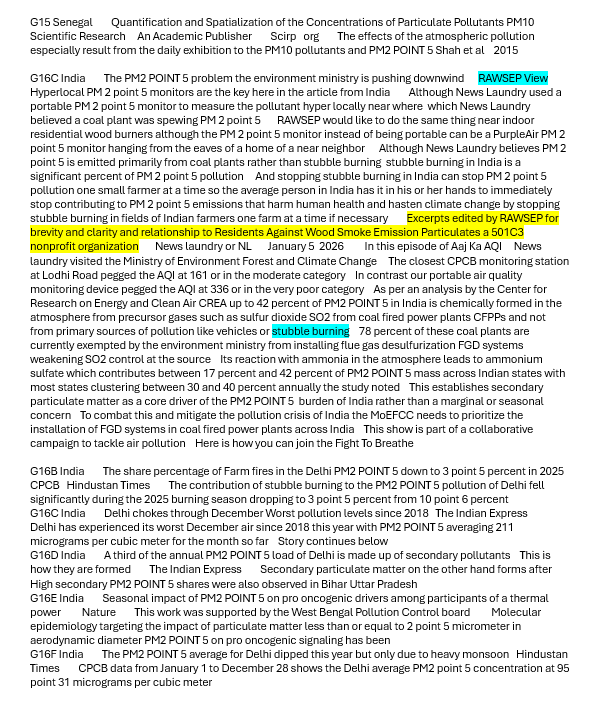 G15 Senegal Quantification and Spatialization of the Concentrations of Particulate Pollutants PM10
Scientific Research An Academic Publisher Scirp org The effects of the atmospheric pollution
especially result from the daily exhibition to the PM10 pollutants and PM2 POINT 5 Shah et al 2015
G16C India The PM2 POINT 5 problem the environment ministry is pushing downwind RAWSEP View
Hyperlocal PM 2 point 5 monitors are the key here in the article from India Although News Laundry used a
portable PM 2 point 5 monitor to measure the pollutant hyper locally near where which News Laundry
believed a coal plant was spewing PM 2 point 5 RAWSEP would like to do the same thing near indoor
residential wood burners although the PM 2 point 5 monitor instead of being portable can be a PurpleAir PM 2
point 5 monitor hanging from the eaves of a home of a near neighbor Although News Laundry believes PM 2
point 5 is emitted primarily from coal plants rather than stubble burning stubble burning in India is a
significant percent of PM 2 point 5 pollution And stopping stubble burning in India can stop PM 2 point 5
pollution one small farmer at a time so the average person in India has it in his or her hands to immediately
stop contributing to PM 2 point 5 emissions that harm human health and hasten climate change by stopping
stubble burning in fields of Indian farmers one farm at a time if necessary Excerpts edited by RAWSEP for
brevity and clarity and relationship to Residents Against Wood Smoke Emission Particulates a 501C3
nonprofit organization News laundry or NL January 5 2026 In this episode of Aaj Ka AQI News
laundry visited the Ministry of Environment Forest and Climate Change The closest CPCB monitoring station
at Lodhi Road pegged the AQI at 161 or in the moderate category In contrast our portable air quality
monitoring device pegged the AQI at 336 or in the very poor category As per an analysis by the Center for
Research on Energy and Clean Air CREA up to 42 percent of PM2 POINT 5 in India is chemically formed in the
atmosphere from precursor gases such as sulfur dioxide SO2 from coal fired power plants CFPPs and not
from primary sources of pollution like vehicles or stubble burning 78 percent of these coal plants are
currently exempted by the environment ministry from installing flue gas desulfurization FGD systems
weakening SO2 control at the source Its reaction with ammonia in the atmosphere leads to ammonium
sulfate which contributes between 17 percent and 42 percent of PM2 POINT 5 mass across Indian states with
most states clustering between 30 and 40 percent annually the study noted This establishes secondary
particulate matter as a core driver of the PM2 POINT 5 burden of India rather than a marginal or seasonal
concern To combat this and mitigate the pollution crisis of India the MoEFCC needs to prioritize the
installation of FGD systems in coal fired power plants across India This show is part of a collaborative
campaign to tackle air pollution Here is how you can join the Fight To Breathe
G16B India The share percentage of Farm fires in the Delhi PM2 POINT 5 down to 3 point 5 percent in 2025
CPCB Hindustan Times The contribution of stubble burning to the PM2 POINT 5 pollution of Delhi fell
significantly during the 2025 burning season dropping to 3 point 5 percent from 10 point 6 percent
G16C India Delhi chokes through December Worst pollution levels since 2018 The Indian Express
Delhi has experienced its worst December air since 2018 this year with PM2 POINT 5 averaging 211
micrograms per cubic meter for the month so far Story continues below
G16D India A third of the annual PM2 POINT 5 load of Delhi is made up of secondary pollutants This is
how they are formed The Indian Express Secondary particulate matter on the other hand forms after
High secondary PM2 POINT 5 shares were also observed in Bihar Uttar Pradesh
G16E India Seasonal impact of PM2 POINT 5 on pro oncogenic drivers among participants of a thermal
power Nature This work was supported by the West Bengal Pollution Control board Molecular
epidemiology targeting the impact of particulate matter less than or equal to 2 point 5 micrometer in
aerodynamic diameter PM2 POINT 5 on pro oncogenic signaling has been
G16F India The PM2 POINT 5 average for Delhi dipped this year but only due to heavy monsoon Hindustan
Times CPCB data from January 1 to December 28 shows the Delhi average PM2 point 5 concentration at 95
point 31 micrograms per cubic meter